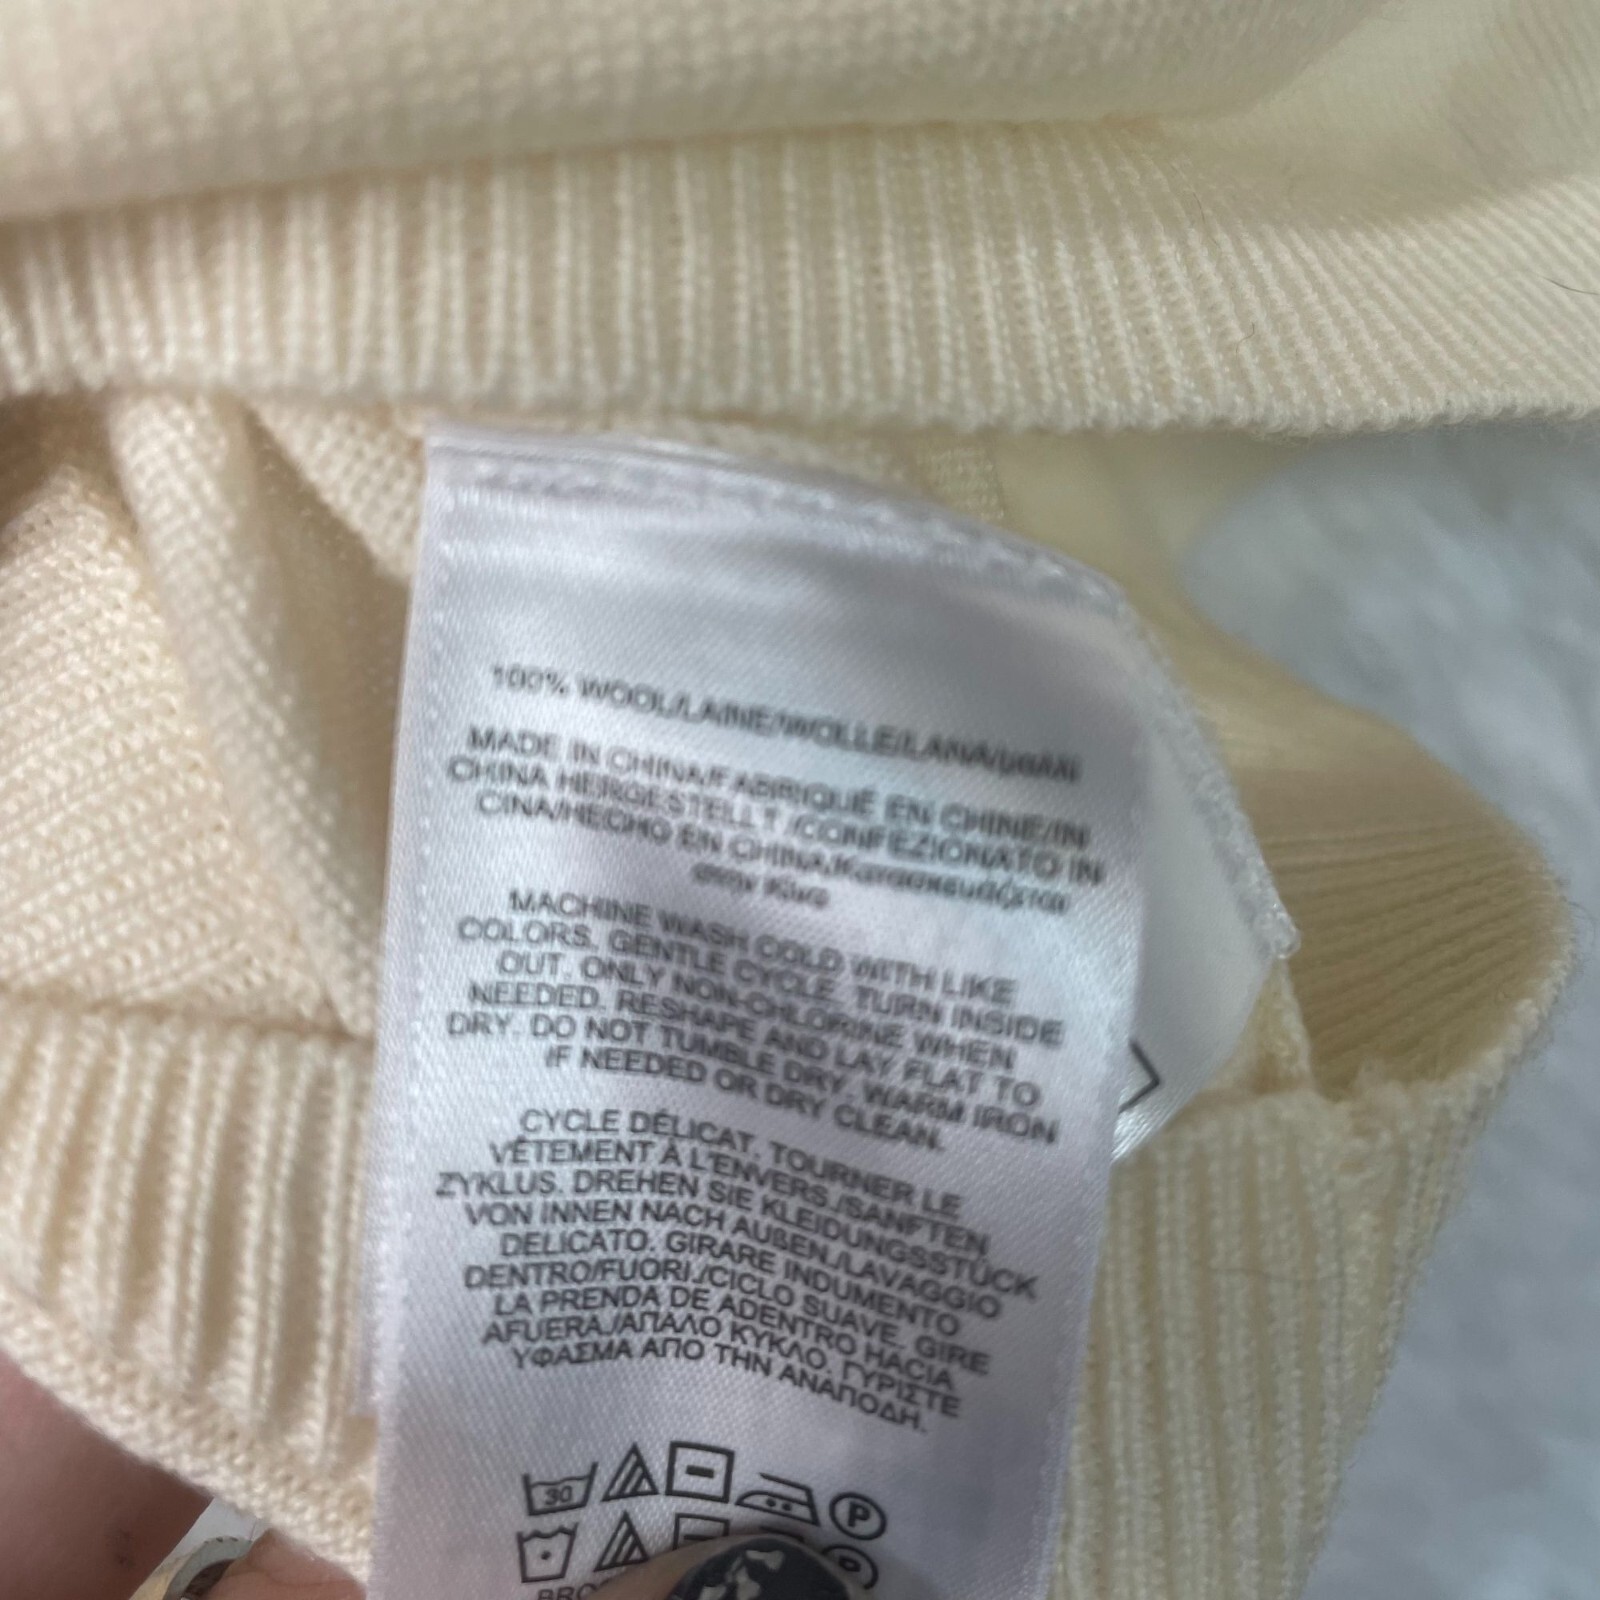 100% WOOL/LAINE/WOLLE/LANA/μαλλί
MADE IN CHINA/FABRIQUÉ EN CHINE/IN
CHINA HERGESTELLT /CONFEZIONATO IN
CINA/HECHO EN CHINA/Κατασκευάζεται
στην Κίνα
MACHINE WASH COLD WITH LIKE
COLORS. GENTLE CYCLE. TURN INSIDE
OUT. ONLY NON-CHLORINE WHEN
NEEDED. RESHAPE AND LAY FLAT TO
DRY. DO NOT TUMBLE DRY. WARM IRON
IF NEEDED OR DRY CLEAN.
CYCLE DÉLICAT. TOURNER LE
VÊTEMENT À L'ENVERS./SANFTEN
ZYKLUS. DREHEN SIE KLEIDUNGSSTÜCK
VON INNEN NACH AUßEN./LAVAGGIO
DELICATO. GIRARE INDUMENTO
DENTRO/FUORI./CICLO SUAVE. GIRE
LA PRENDA DE ADENTRO HACIA
AFUERA./ΑΠΑΛΟ ΚΥΚΛΟ. ΓΥΡΙΣΤΕ
ΥΦΑΣΜΑ ΑΠΟ ΤΗΝ ΑΝΑΠΟΔΗ.
30 P